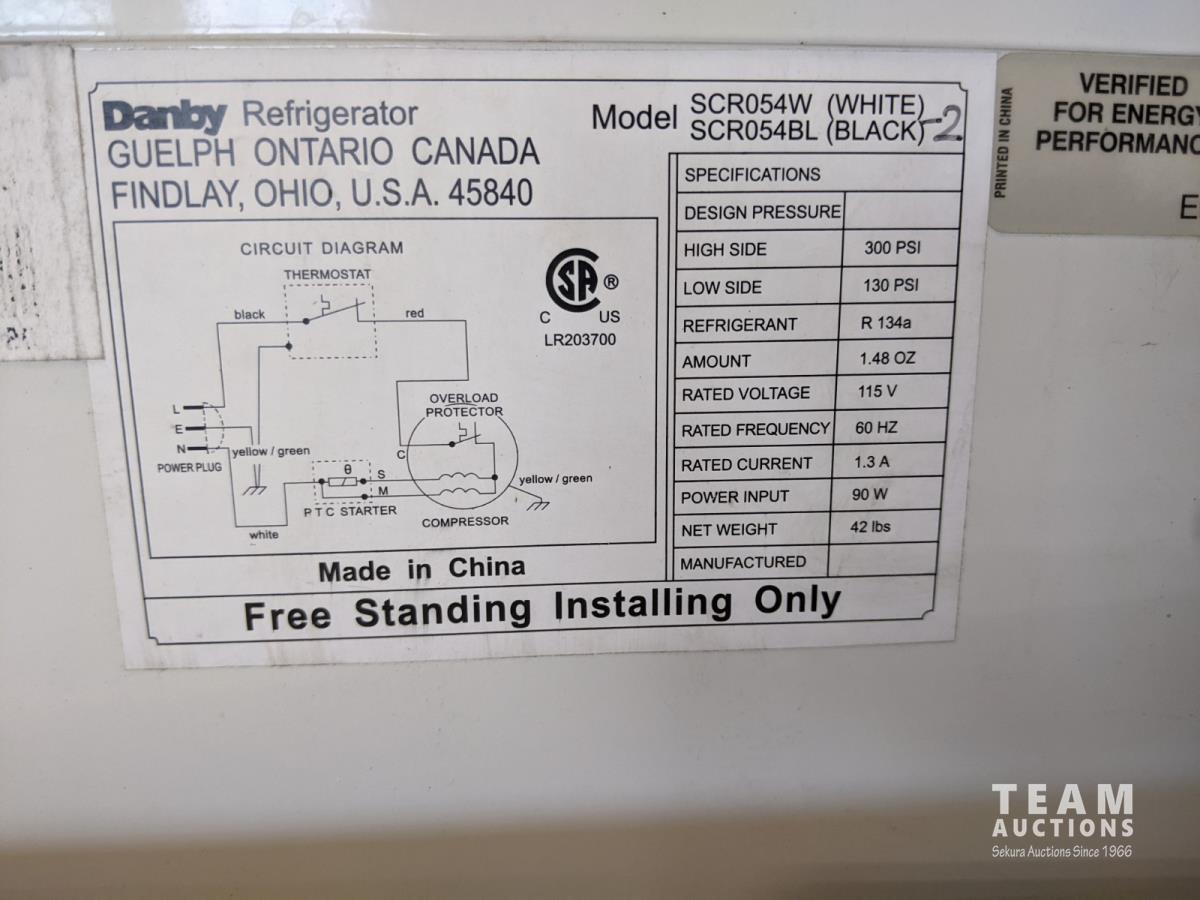 Danby Refrigerator
GUELPH ONTARIO CANADA
FINDLAY, OHIO, U.S.A. 45840
Model SCR054W (WHITE)
SCR054BL (BLACK) -2
CIRCUIT DIAGRAM
THERMOSTAT
black
red
L
E
N
POWER PLUG
yellow / green
white
θ
S
M
P T C STARTER
OVERLOAD
PROTECTOR
C
yellow / green
COMPRESSOR
SA ®
C US
LR203700
Made in China
SPECIFICATIONS
DESIGN PRESSURE
HIGH SIDE 300 PSI
LOW SIDE 130 PSI
REFRIGERANT R 134a
AMOUNT 1.48 OZ
RATED VOLTAGE 115 V
RATED FREQUENCY 60 HZ
RATED CURRENT 1.3 A
POWER INPUT 90 W
NET WEIGHT 42 lbs
MANUFACTURED
Free Standing Installing Only
PRINTED IN CHINA
VERIFIED
FOR ENERGY
PERFORMANC
E
TEAM
AUCTIONS
Sekura Auctions Since 1966